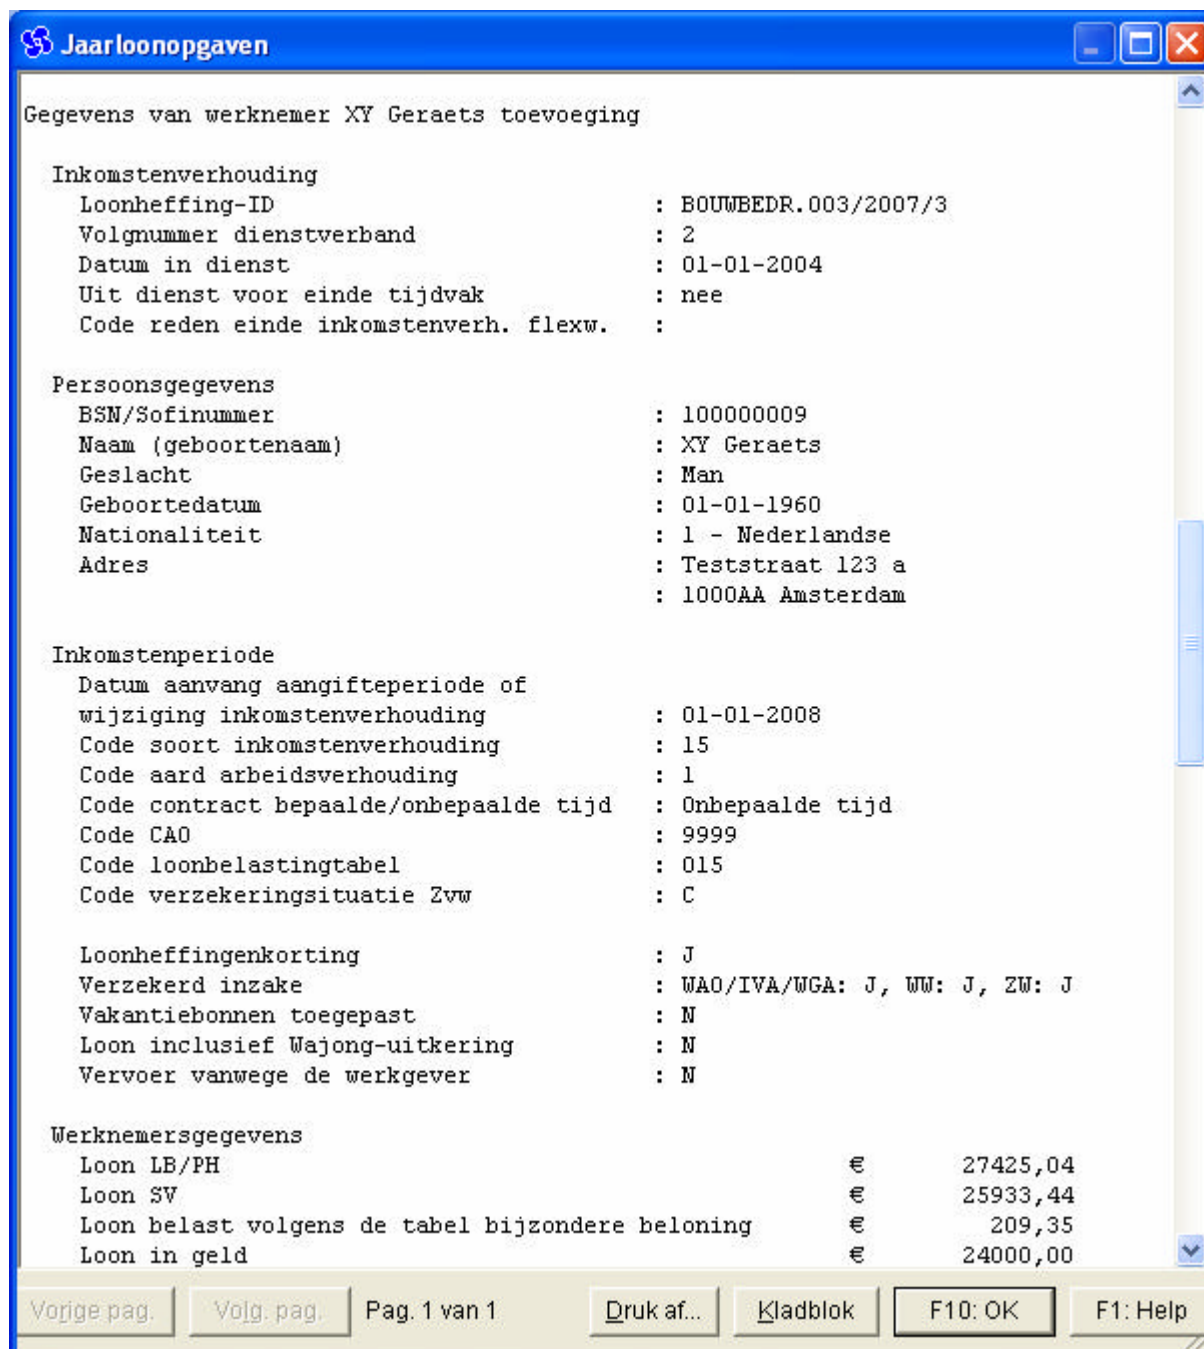 Jaarloonopgaven
Gegevens van werknemer XY Geraets toevoeging
Inkomstenverhouding
Loonheffing-ID : BOUWBEDR.003/2007/3
Volgnummer dienstverband : 2
Datum in dienst : 01-01-2004
Uit dienst voor einde tijdvak : nee
Code reden einde inkomstenverh. flexw. :
Persoonsgegevens
BSN/Sofinummer : 100000009
Naam (geboortenaam) : XY Geraets
Geslacht : Man
Geboortedatum : 01-01-1960
Nationaliteit : 1 - Nederlandse
Adres : Teststraat 123 a
: 1000AA Amsterdam
Inkomstenperiode
Datum aanvang aangifteperiode of
wijziging inkomstenverhouding : 01-01-2008
Code soort inkomstenverhouding : 15
Code aard arbeidsverhouding : 1
Code contract bepaalde/onbepaalde tijd : Onbepaalde tijd
Code CAO : 9999
Code loonbelastingtabel : 015
Code verzekeringsituatie Zvw : C
Loonheffingenkorting : J
Verzekerd inzake : WAO/IVA/WGA: J, WW: J, ZW: J
Vakantiebonnen toegepast : N
Loon inclusief Wajong-uitkering : N
Vervoer vanwege de werkgever : N
Werknemersgegevens
Loon LB/PH € 27425,04
Loon SV € 25933,44
Loon belast volgens de tabel bijzondere beloning € 209,35
Loon in geld € 24000,00
Vorige pag. Volg. pag. Pag. 1 van 1 Druk af... Kladblok F10: OK F1: Help